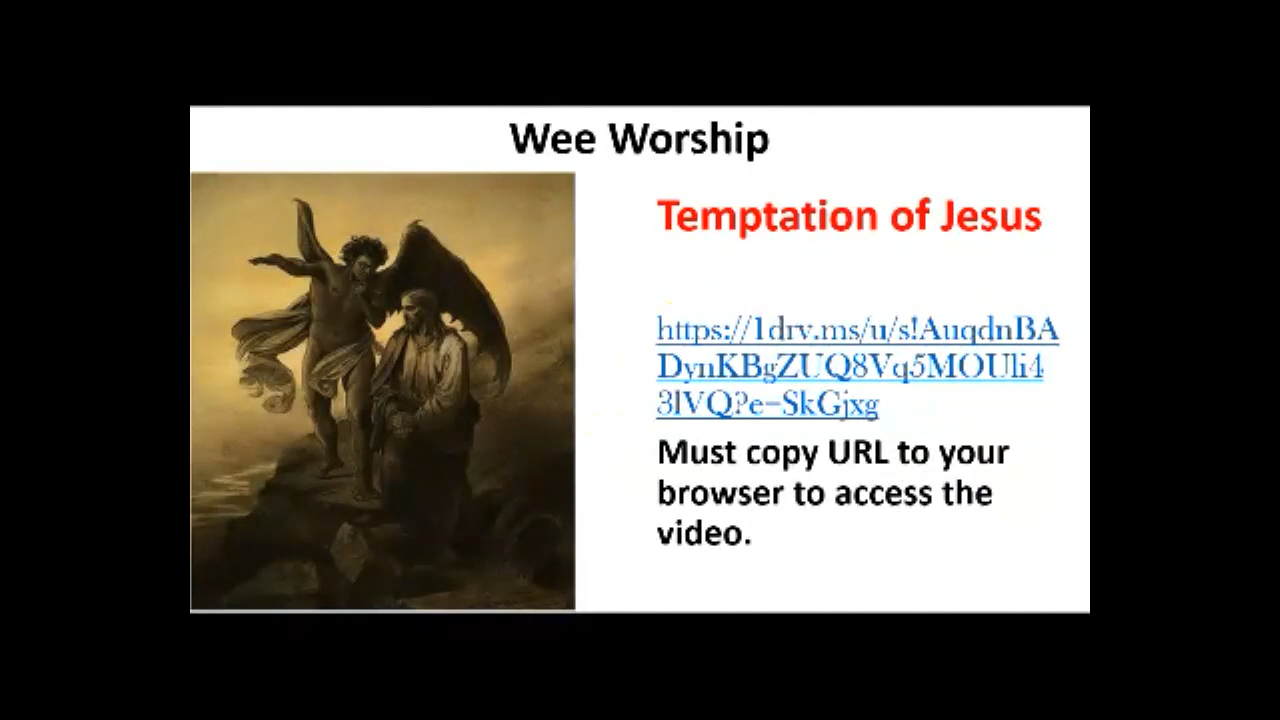 Wee Worship
Temptation of Jesus
https://1drv.ms/u/s!AuqdnBA
DynKBgZUQ8Vq5MOUli4
3lVQ?e=SkGjxg
Must copy URL to your
browser to access the
video.